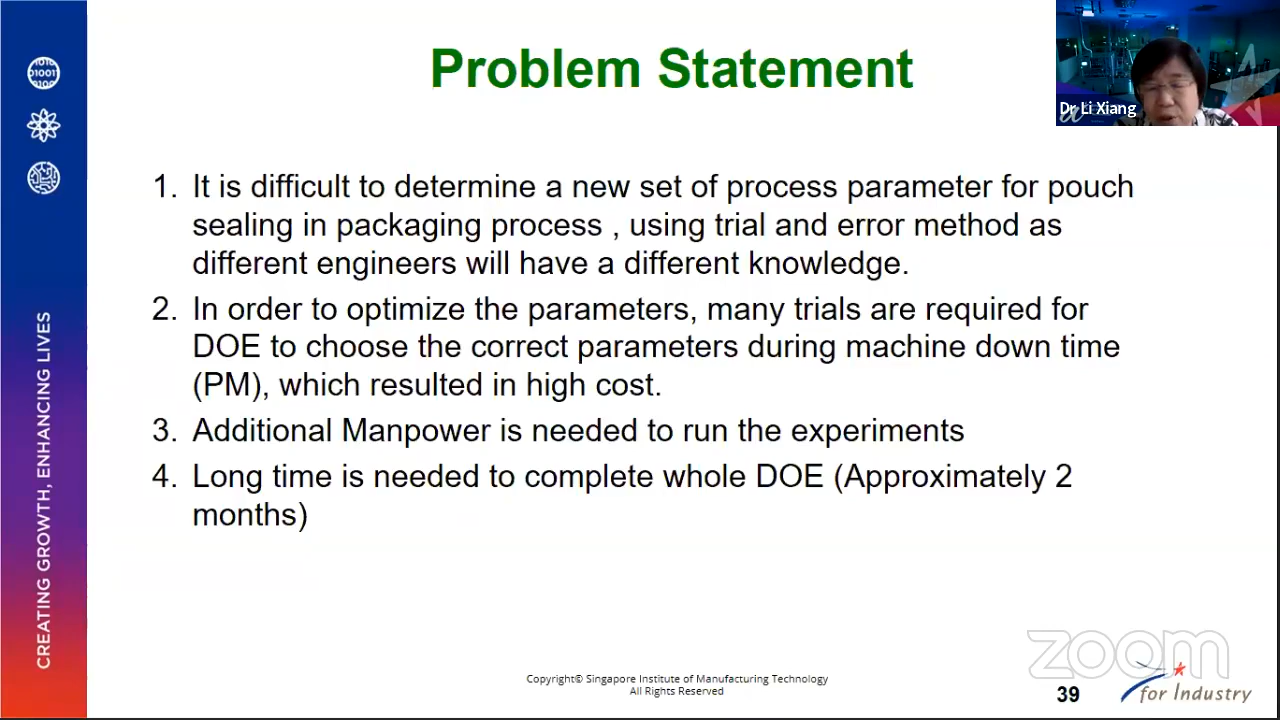 Problem Statement
Dr Li Xiang
1. It is difficult to determine a new set of process parameter for pouch
sealing in packaging process , using trial and error method as
different engineers will have a different knowledge.
2. In order to optimize the parameters, many trials are required for
DOE to choose the correct parameters during machine down time
(PM), which resulted in high cost.
3. Additional Manpower is needed to run the experiments
4. Long time is needed to complete whole DOE (Approximately 2
months)
CREATING GROWTH, ENHANCING LIVES
Copyright© Singapore Institute of Manufacturing Technology
All Rights Reserved
39
zoom
for Industry